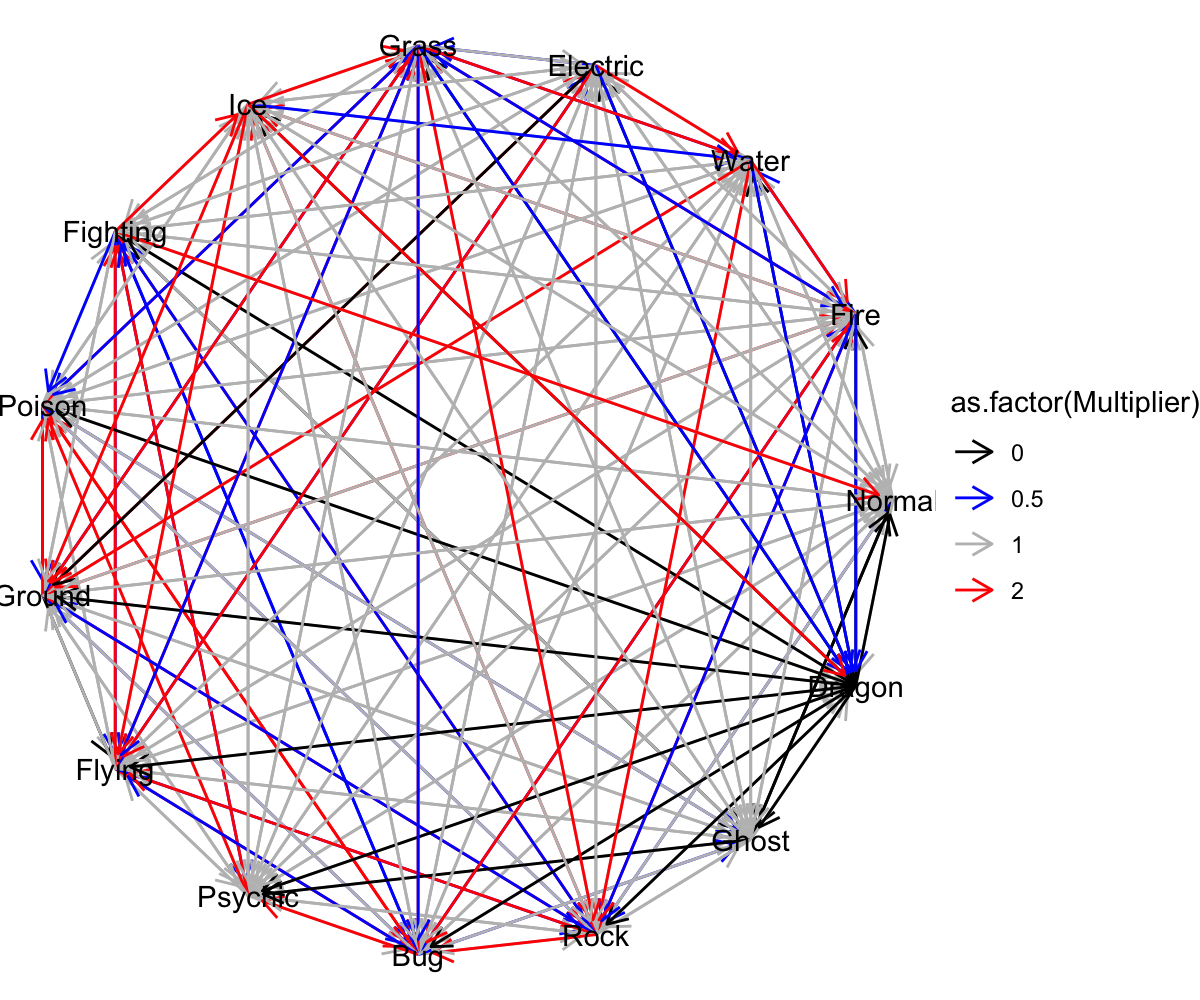 Grass
Electric
Ice
Water
Fighting
Fire
Poison
Normal
Ground
Dragon
Flying
Ghost
Psychic
Rock
Bug
as.factor(Multiplier)
0
0.5
1
2